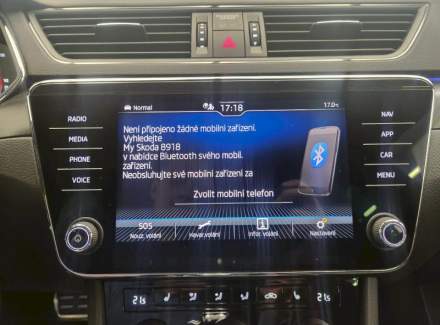 Normal 17:18 17.0°C
RADIO
MEDIA
PHONE
VOICE
NAV
APP
CAR
MENU
Není připojeno žádné mobilní zařízení.
Vyhledejte
My Skoda 8918
v nabídce Bluetooth svého mobil.
zařízení.
Neobsluhujte své mobilní zařízení za
Zvolit mobilní telefon
505
Nouz. volání Havar. volání Infor. volání Nastavení
21.5 21.5